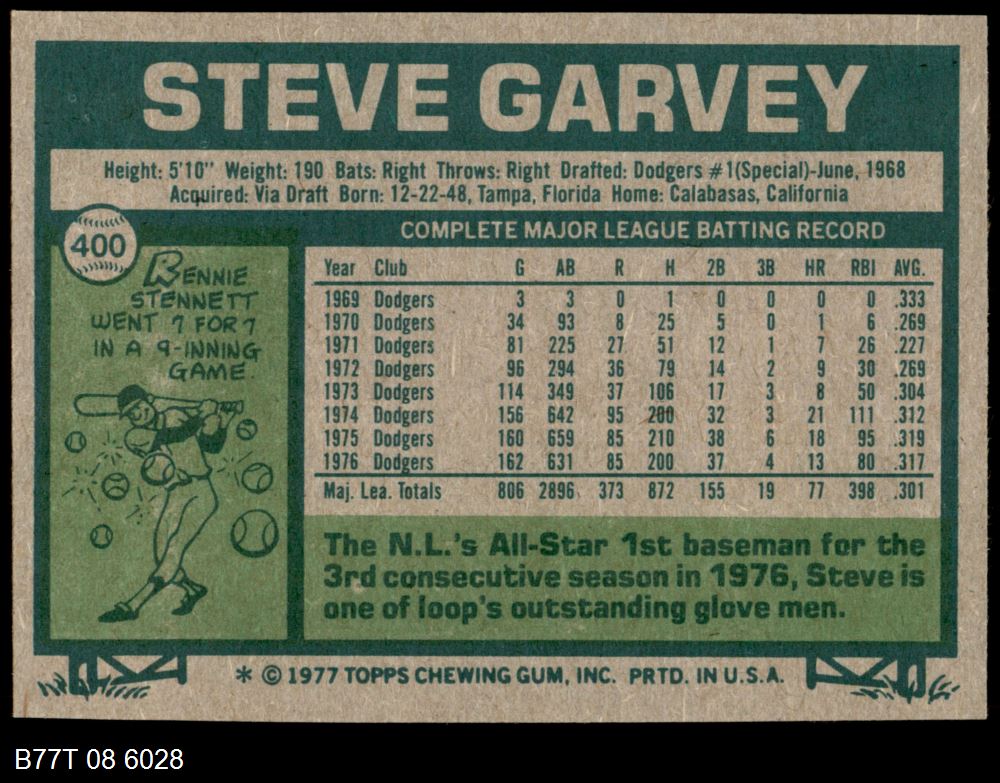 STEVE GARVEY
Height: 5'10" Weight: 190 Bats: Right Throws: Right Drafted: Dodgers #1(Special)-June, 1968
Acquired: Via Draft Born: 12-22-48, Tampa, Florida Home: Calabasas, California
400
RENNIE
STENNETT
WENT 7 FOR 7
IN A 9-INNING
GAME.
COMPLETE MAJOR LEAGUE BATTING RECORD
Year Club G AB R H 2B 3B HR RBI AVG.
1969 Dodgers 3 3 0 1 0 0 0 0 .333
1970 Dodgers 34 93 8 25 5 0 1 6 .269
1971 Dodgers 81 225 27 51 12 1 7 26 .227
1972 Dodgers 96 294 36 79 14 2 9 30 .269
1973 Dodgers 114 349 37 106 17 3 8 50 .304
1974 Dodgers 156 642 95 200 32 3 21 111 .312
1975 Dodgers 160 659 85 210 38 6 18 95 .319
1976 Dodgers 162 631 85 200 37 4 13 80 .317
Maj. Lea. Totals 806 2896 373 872 155 19 77 398 .301
The N.L.'s All-Star 1st baseman for the
3rd consecutive season in 1976, Steve is
one of loop's outstanding glove men.
* © 1977 TOPPS CHEWING GUM, INC. PRTD. IN U.S.A.
B77T 08 6028